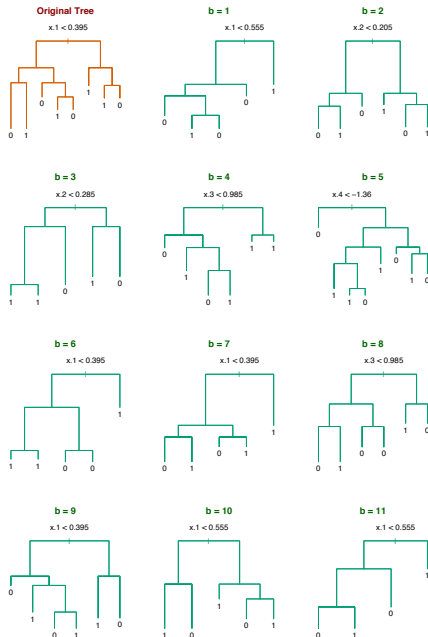 Original Tree
x.1 < 0.395
0 1 0 1 0 1 1 0
b = 1
x.1 < 0.555
0 1 0 0 1
b = 2
x.2 < 0.205
0 1 0 1 0 1
b = 3
x.2 < 0.285
1 1 0 1 0
b = 4
x.3 < 0.985
0 1 0 1 1 1
b = 5
x.4 < −1.36
0 0 1 1 0 1 0 1 0
b = 6
x.1 < 0.395
1 1 0 0 1
b = 7
x.1 < 0.395
0 1 0 1 1
b = 8
x.3 < 0.985
0 1 0 0 1 0
b = 9
x.1 < 0.395
0 1 0 1 1 0
b = 10
x.1 < 0.555
1 0 1 0 1
b = 11
x.1 < 0.555
0 1 0 1